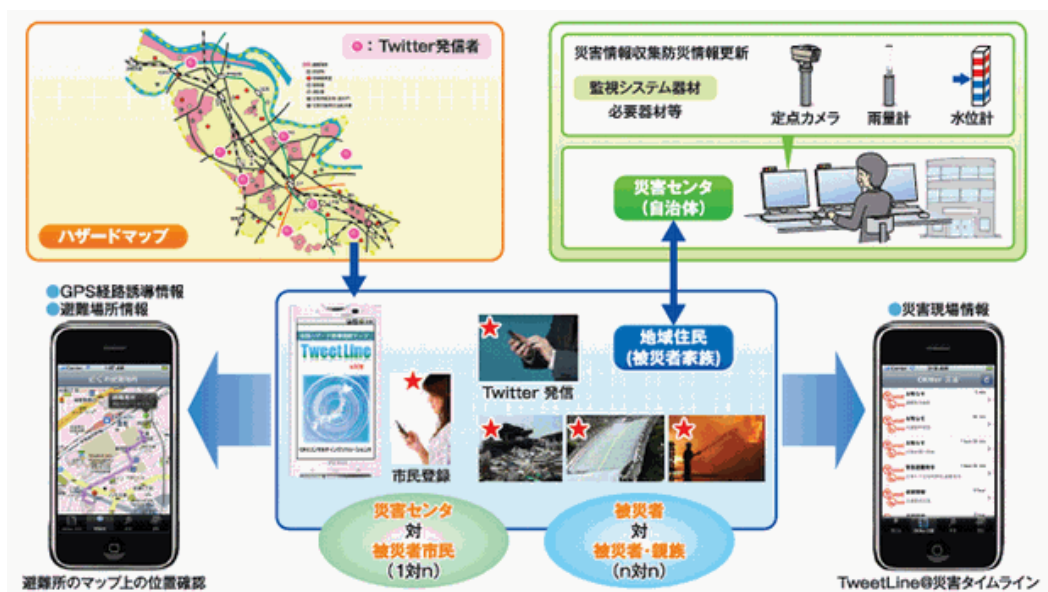 ：Twitter発信者
ハザードマップ
災害情報収集防災情報更新
監視システム器材
必要器材等
定点カメラ
雨量計
水位計
災害センタ
(自治体)
●GPS経路誘導情報
●避難場所情報
TweetLine
市民登録
Twitter 発信
地域住民
(被災者家族)
●災害現場情報
災害センタ
対
被災者市民
(1対n)
被災者
対
被災者・親族
(n対n)
避難所のマップ上の位置確認
TweetLine@災害タイムライン